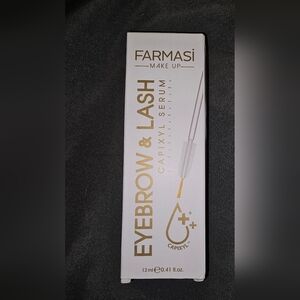 FARMASi
MAKE UP
EYEBROW & LASH
CAPIXYL SERUM
CAPIXYL
12 ml ℮ 0.41 fl.oz.